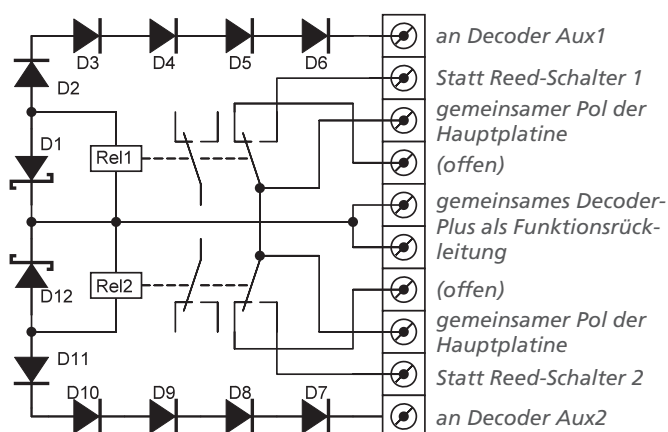 D3
D4
D5
D6
an Decoder Aux1
D2
Statt Reed-Schalter 1
gemeinsamer Pol der
Hauptplatine
D1
Rel1
(offen)
gemeinsames Decoder-
Plus als Funktionsrück-
leitung
D12
Rel2
(offen)
gemeinsamer Pol der
Hauptplatine
D11
Statt Reed-Schalter 2
D10
D9
D8
D7
an Decoder Aux2